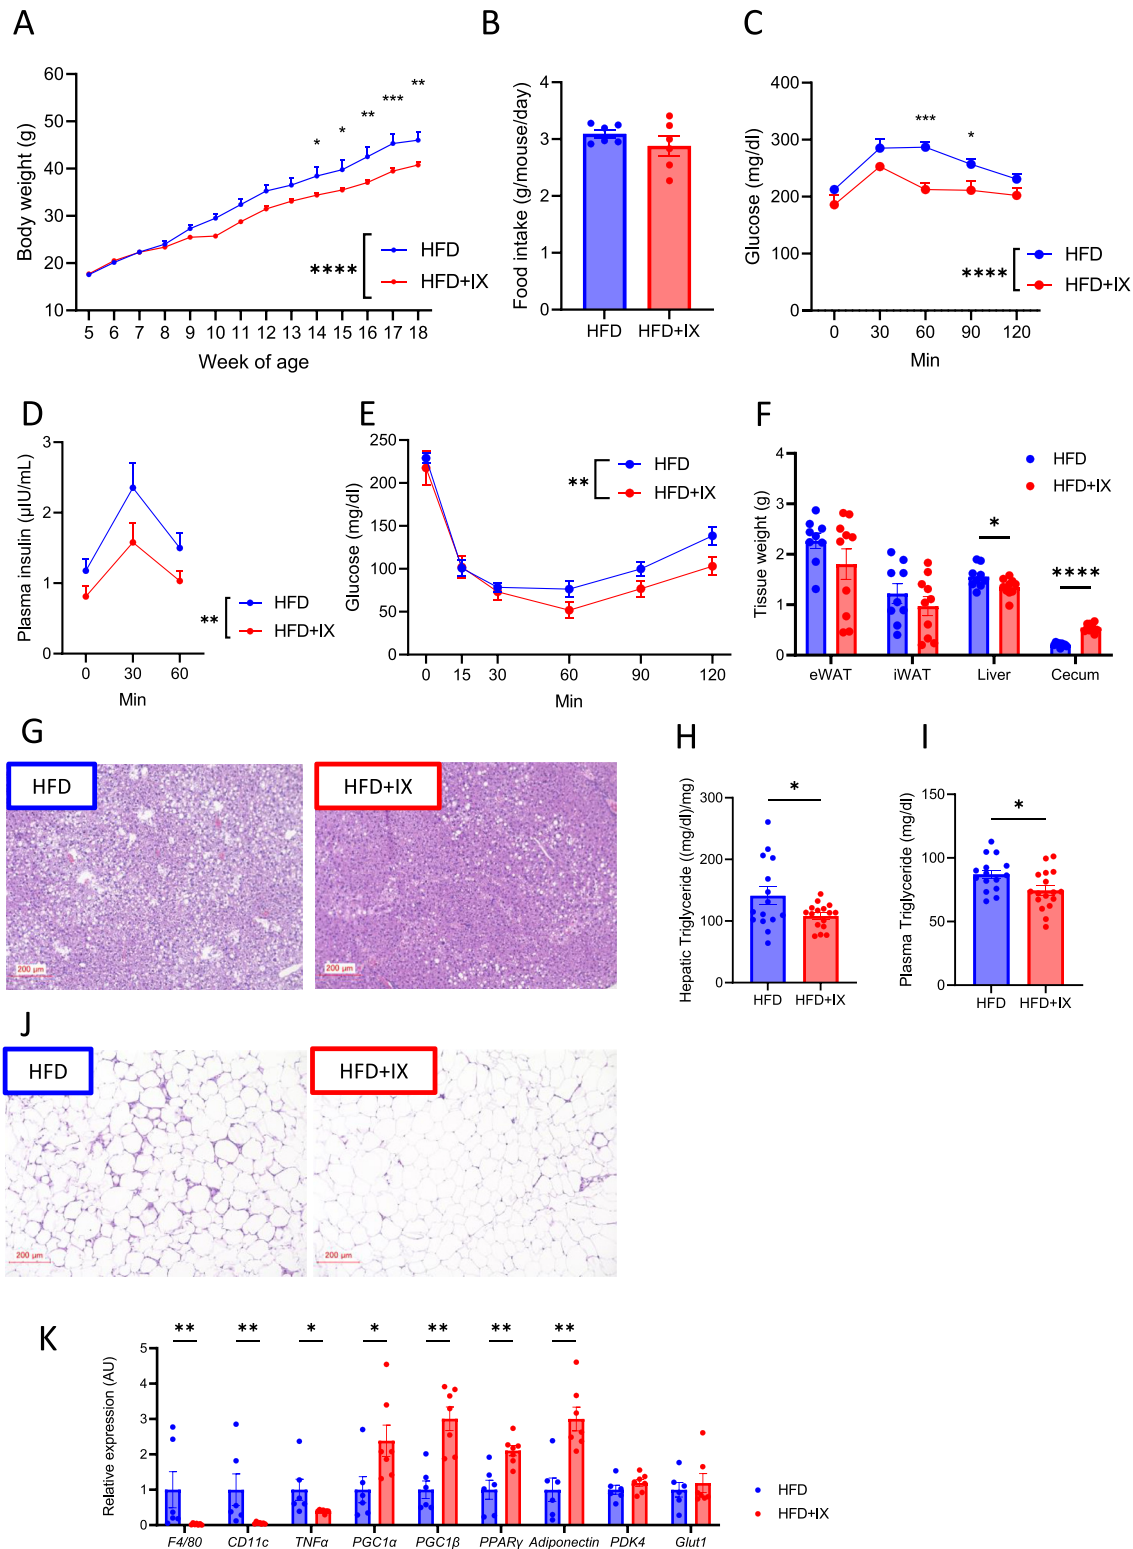 A
Body weight (g)
60
50
40
30
20
10
*
*
**
***
**
****
HFD
HFD+IX
5 6 7 8 9 10 11 12 13 14 15 16 17 18
Week of age
B
Food intake (g/mouse/day)
4
3
2
1
0
HFD HFD+IX
C
Glucose (mg/dl)
400
300
200
100
0
***
*
****
HFD
HFD+IX
0 30 60 90 120
Min
D
Plasma insulin (μIU/mL)
3
2
1
0
**
HFD
HFD+IX
0 30 60
Min
E
Glucose (mg/dl)
250
200
150
100
50
0
**
HFD
HFD+IX
0 15 30 60 90 120
Min
F
Tissue weight (g)
4
3
2
1
0
HFD
HFD+IX
*
****
eWAT iWAT Liver Cecum
G
HFD
200 μm
HFD+IX
200 μm
H
Hepatic Triglyceride ((mg/dl)/mg)
300
200
100
0
*
HFD HFD+IX
I
Plasma Triglyceride (mg/dl)
150
100
50
0
*
HFD HFD+IX
J
HFD
200 μm
HFD+IX
200 μm
K
Relative expression (AU)
5
4
3
2
1
0
** ** * * ** ** **
F4/80 CD11c TNFα PGC1α PGC1β PPARγ Adiponectin PDK4 Glut1
HFD
HFD+IX